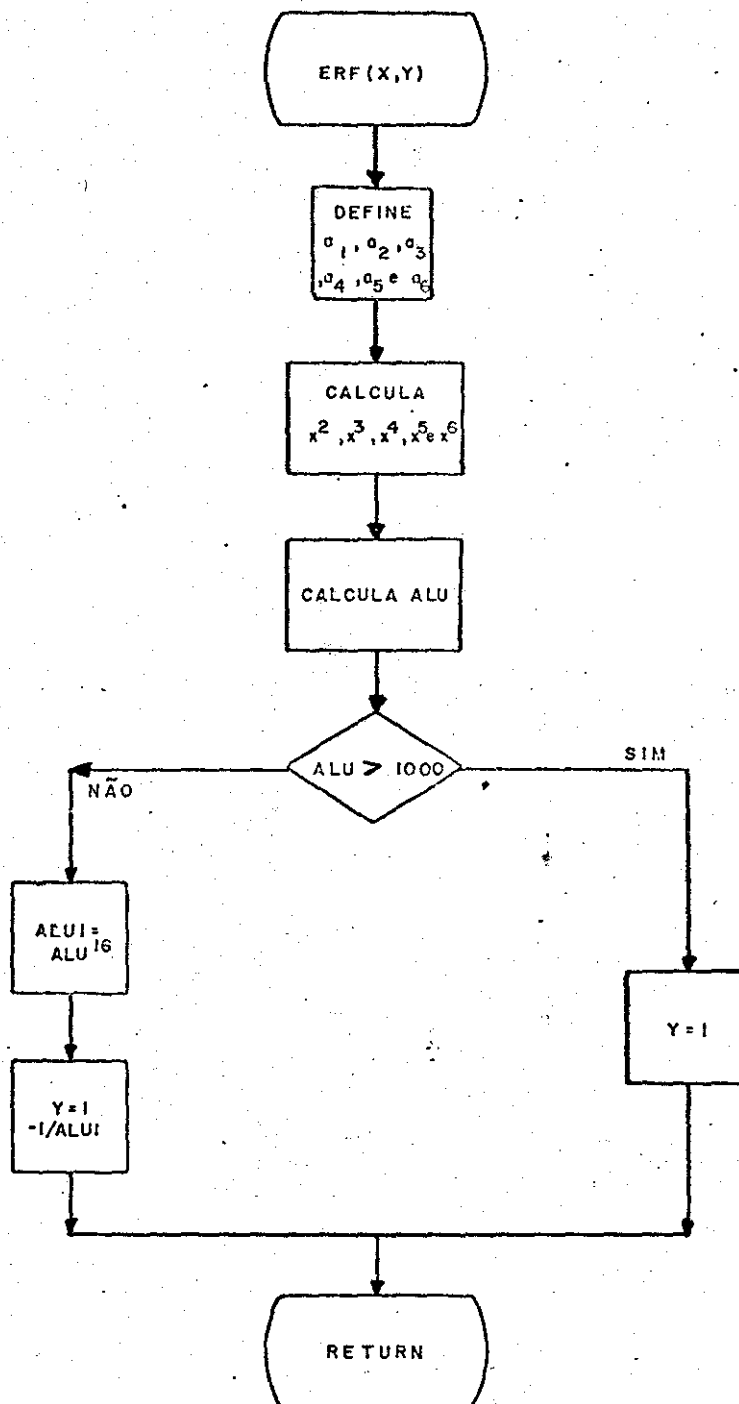 ERF(X,Y)
DEFINE
a₁, a₂, a₃
,a₄ ,a₅ e a₆
CALCULA
x² ,x³ ,x⁴ ,x⁵ e x⁶
CALCULA ALU
ALU > 1000
SIM
NÃO
ALU1=
ALU¹⁶
Y=1
Y=1
-1/ALU1
RETURN